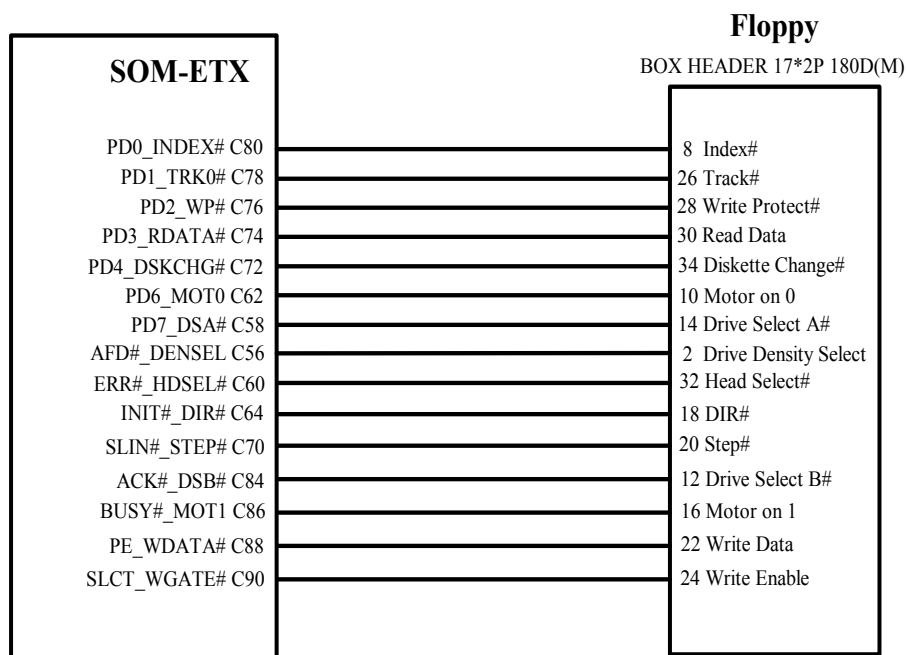 Floppy
BOX HEADER 17*2P 180D(M)
SOM-ETX
PD0_INDEX# C80
8 Index#
PD1_TRK0# C78
26 Track#
PD2_WP# C76
28 Write Protect#
PD3_RDATA# C74
30 Read Data
PD4_DSKCHG# C72
34 Diskette Change#
PD6_MOT0 C62
10 Motor on 0
PD7_DSA# C58
14 Drive Select A#
AFD#_DENSEL C56
2 Drive Density Select
ERR#_HDSEL# C60
32 Head Select#
INIT#_DIR# C64
18 DIR#
SLIN#_STEP# C70
20 Step#
ACK#_DSB# C84
12 Drive Select B#
BUSY#_MOT1 C86
16 Motor on 1
PE_WDATA# C88
22 Write Data
SLCT_WGATE# C90
24 Write Enable